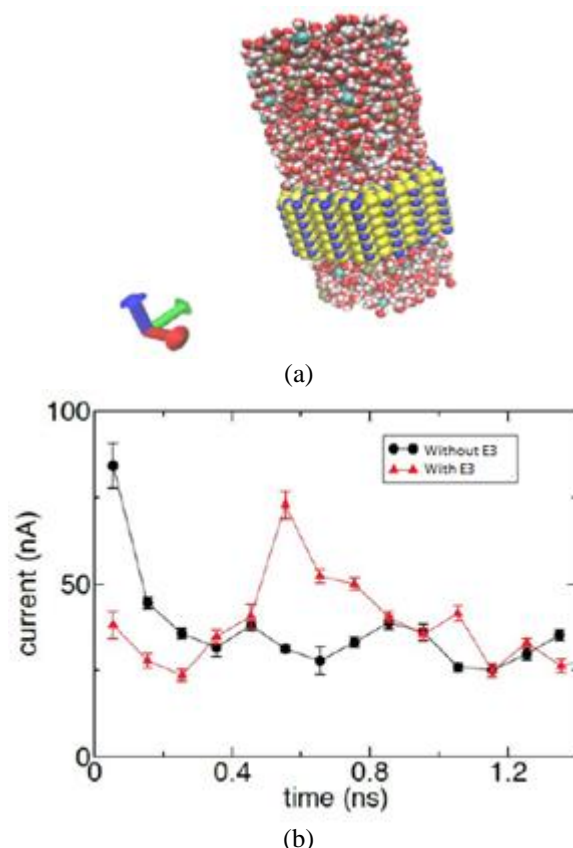 (a)
100
Without E3
With E3
50
current (nA)
0
0
0.4
0.8
1.2
time (ns)
(b)